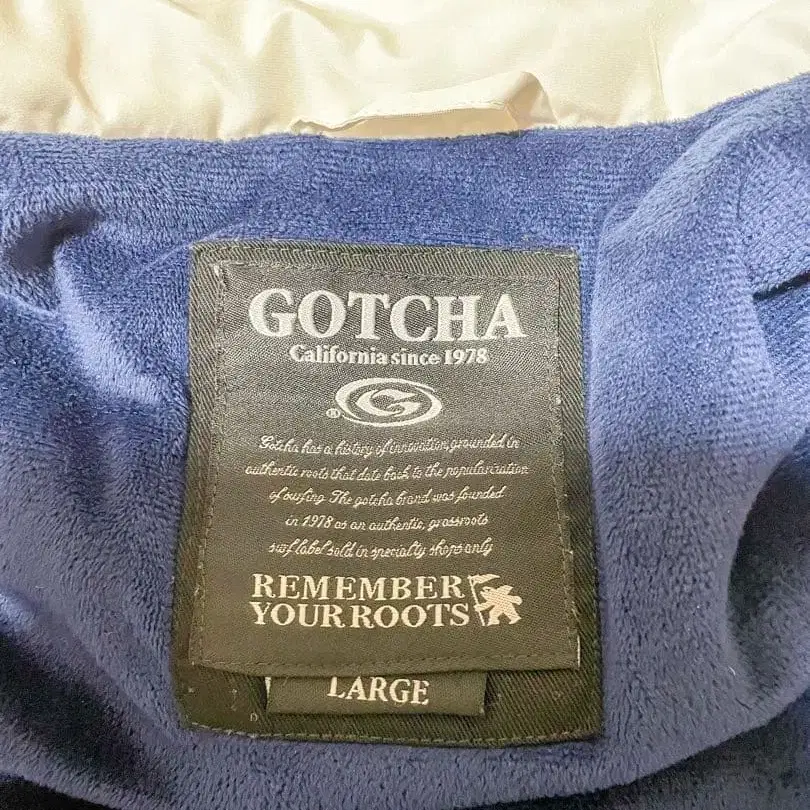 GOTCHA
California since 1978
®
Gotcha has a history of innovation, grounded in
authentic roots that date back to the popularization
of surfing The gotcha brand was founded
in 1978 as an authentic, grassroots
surf label sold in specialty shops only
REMEMBER
YOUR ROOTS
LARGE